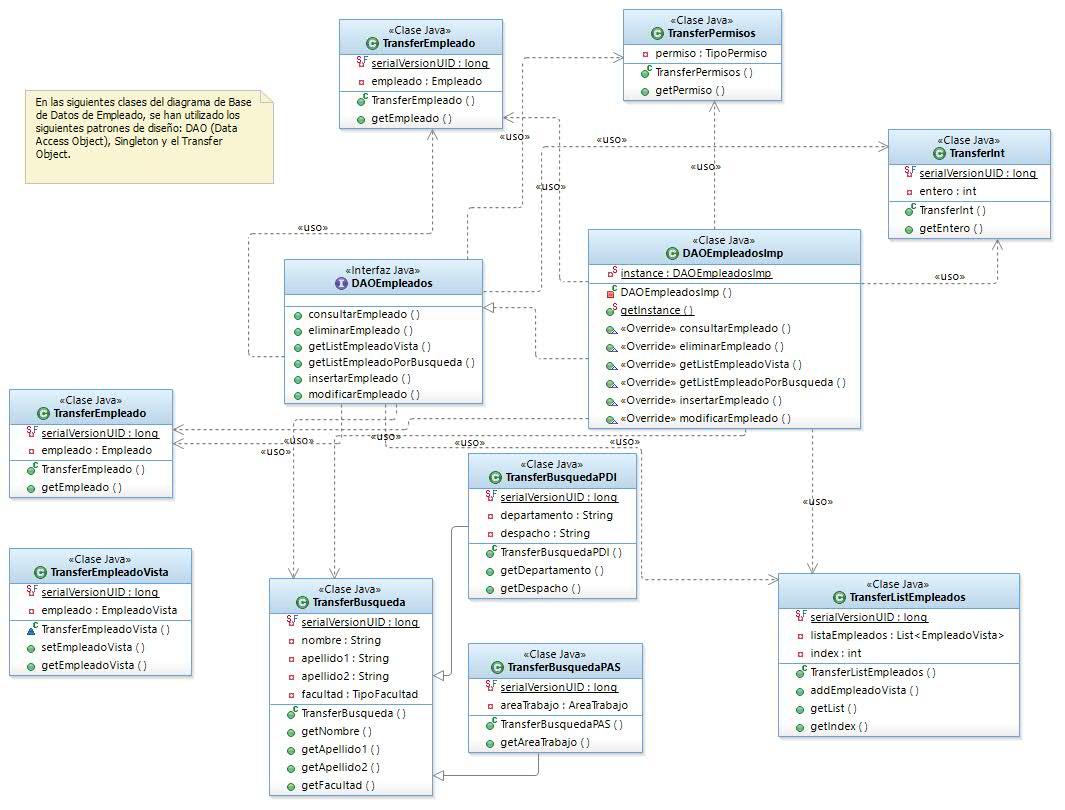 «Clase Java»
TransferEmpleado
serialVersionUID : long
empleado : Empleado
TransferEmpleado ( )
getEmpleado ( )
«Clase Java»
TransferPermisos
permiso : TipoPermiso
TransferPermisos ( )
getPermiso ( )
En las siguientes clases del diagrama de Base
de Datos de Empleado, se han utilizado los
siguientes patrones de diseño: DAO (Data
Access Object), Singleton y el Transfer
Object.
«uso»
«uso»
«uso»
«uso»
«Clase Java»
TransferInt
serialVersionUID : long
entero : int
TransferInt ( )
getEntero ( )
«uso»
«uso»
«Interfaz Java»
DAOEmpleados
consultarEmpleado ( )
eliminarEmpleado ( )
getListEmpleadoVista ( )
getListEmpleadoPorBusqueda ( )
insertarEmpleado ( )
modificarEmpleado ( )
«Clase Java»
DAOEmpleadosImp
instance : DAOEmpleadosImp
DAOEmpleadosImp ( )
getInstance ( )
«Override» consultarEmpleado ( )
«Override» eliminarEmpleado ( )
«Override» getListEmpleadoVista ( )
«Override» getListEmpleadoPorBusqueda ( )
«Override» insertarEmpleado ( )
«Override» modificarEmpleado ( )
«Clase Java»
TransferEmpleado
serialVersionUID : long
empleado : Empleado
TransferEmpleado ( )
getEmpleado ( )
«uso»
«uso»
«uso»
«uso»
«uso»
«uso»
«Clase Java»
TransferBusquedaPDI
serialVersionUID : long
departamento : String
despacho : String
TransferBusquedaPDI ( )
getDepartamento ( )
getDespacho ( )
«Clase Java»
TransferEmpleadoVista
serialVersionUID : long
empleado : EmpleadoVista
TransferEmpleadoVista ( )
setEmpleadoVista ( )
getEmpleadoVista ( )
«Clase Java»
TransferBusqueda
serialVersionUID : long
nombre : String
apellido1 : String
apellido2 : String
facultad : TipoFacultad
TransferBusqueda ( )
getNombre ( )
getApellido1 ( )
getApellido2 ( )
getFacultad ( )
«Clase Java»
TransferBusquedaPAS
serialVersionUID : long
areaTrabajo : AreaTrabajo
TransferBusquedaPAS ( )
getAreaTrabajo ( )
«Clase Java»
TransferListEmpleados
serialVersionUID : long
listaEmpleados : List<EmpleadoVista>
index : int
TransferListEmpleados ( )
addEmpleadoVista ( )
getList ( )
getIndex ( )